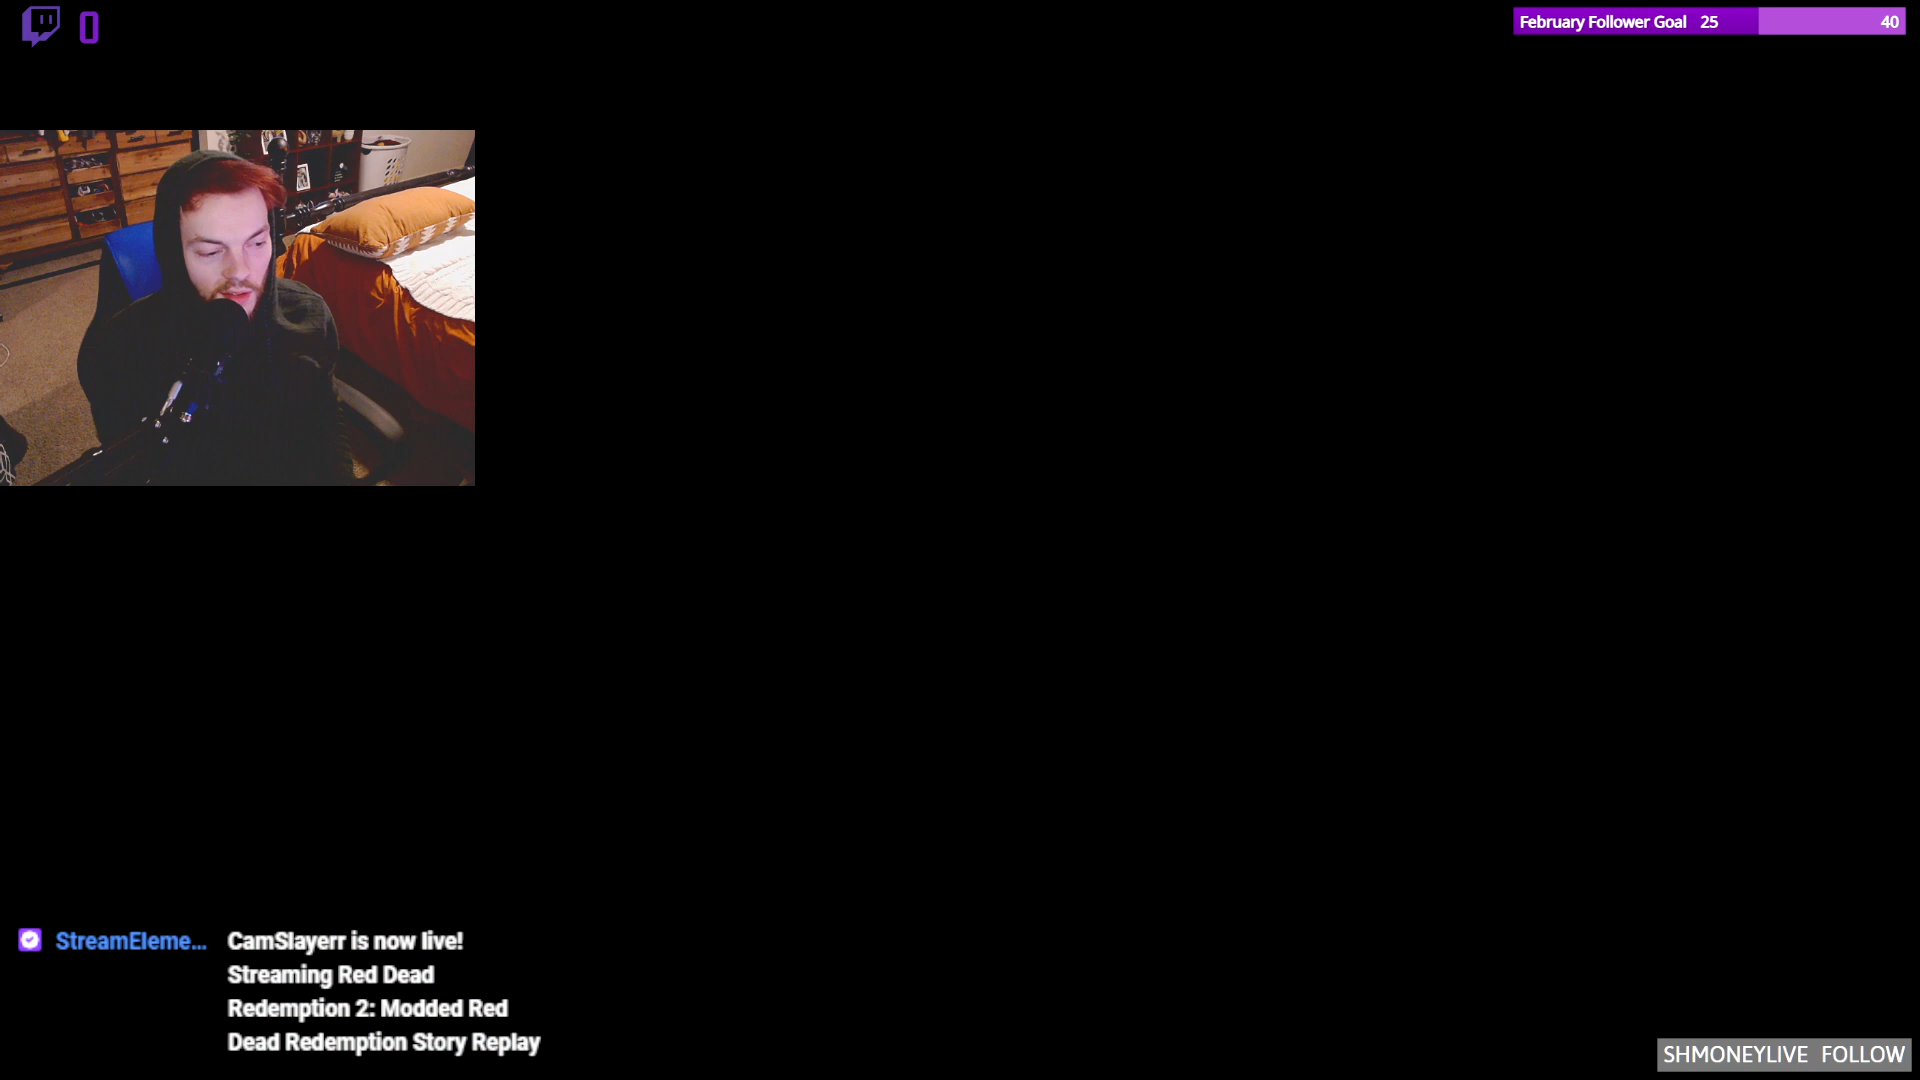 0
February Follower Goal 25 40
StreamEleme... CamSlayerr is now live!
Streaming Red Dead
Redemption 2: Modded Red
Dead Redemption Story Replay
SHMONEYLIVE FOLLOW